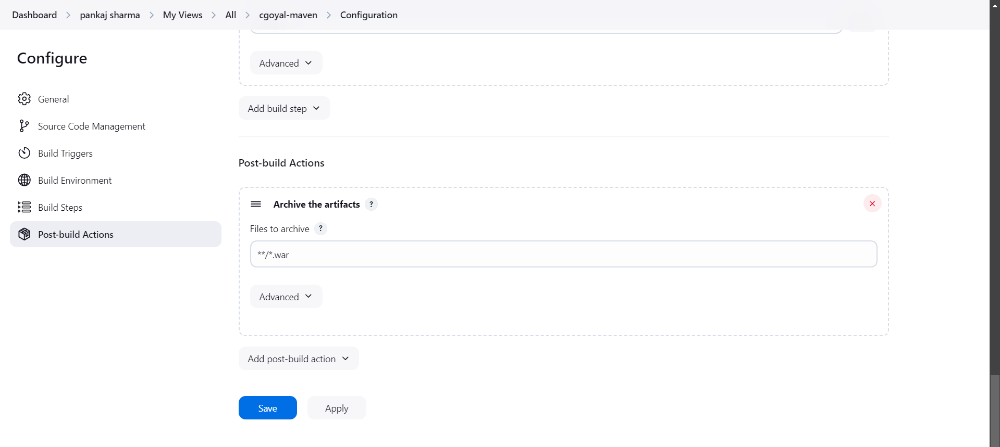 Dashboard > pankaj sharma > My Views > All > cgoyal-maven > Configuration
Configure
General
Source Code Management
Build Triggers
Build Environment
Build Steps
Post-build Actions
Advanced
Add build step
Post-build Actions
Archive the artifacts ?
Files to archive ?
**/*.war
Advanced
Add post-build action
Save
Apply